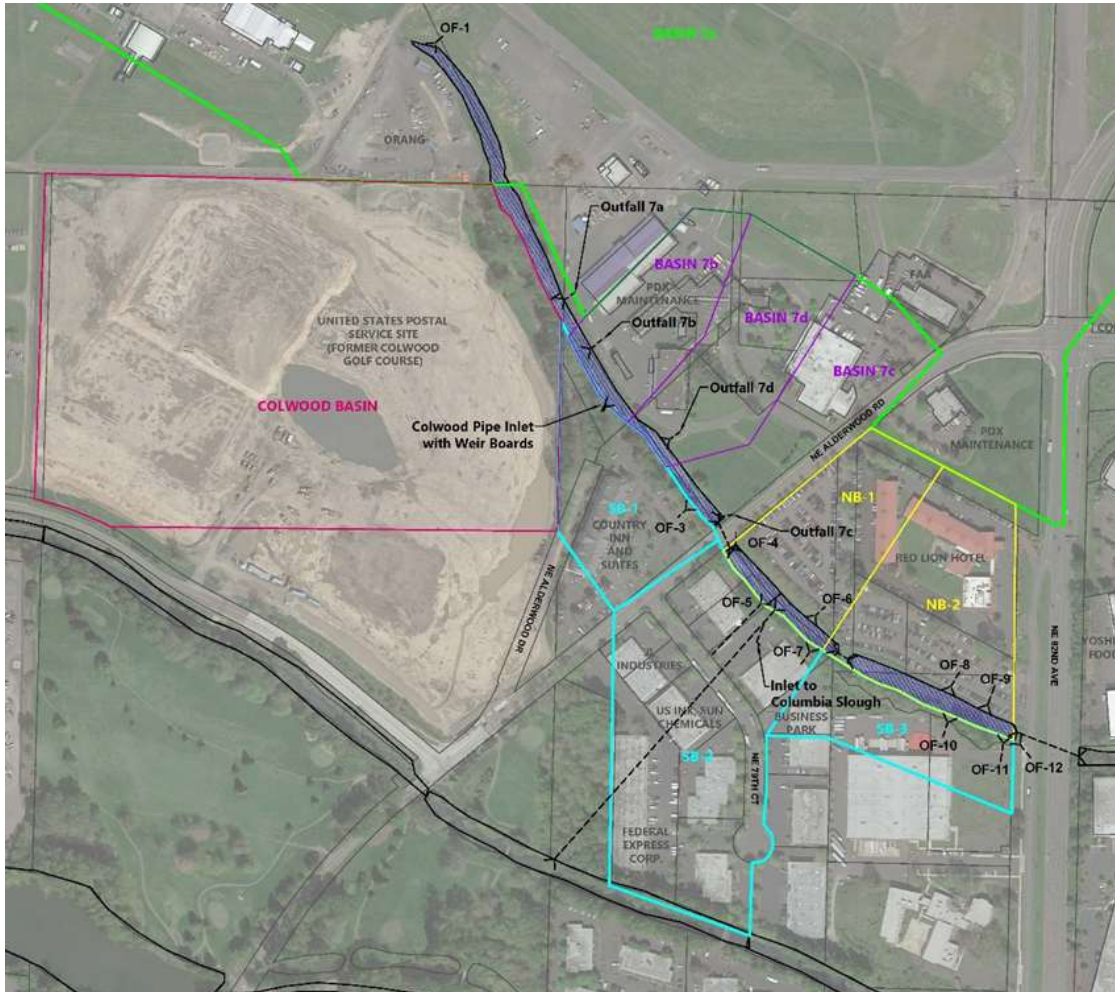 OF-1
ORANG
Outfall 7a
BASIN 7b
PDX
MAINTENANCE
FAA
UNITED STATES POSTAL
SERVICE SITE
(FORMER COLWOOD
GOLF COURSE)
BASIN 7d
Outfall 7b
BASIN 7c
COLWOOD BASIN
Outfall 7d
Colwood Pipe Inlet
with Weir Boards
NE ALDERWOOD RD
PDX
MAINTENANCE
NB-1
SB-1
OF-3
COUNTRY
INN
AND
SUITES
Outfall 7c
OF-4
RED LION HOTEL
NE ALDERWOOD DR
OF-5
OF-6
NB-2
NE 92ND AVE
OF-7
INDUSTRIES
OF-8
OF-9
Inlet to
Columbia Slough
US INK, SUN
CHEMICALS
BUSINESS
PARK
SB-3
OF-10
OF-11
OF-12
SB-2
NE 79TH CT
FEDERAL
EXPRESS
CORP.